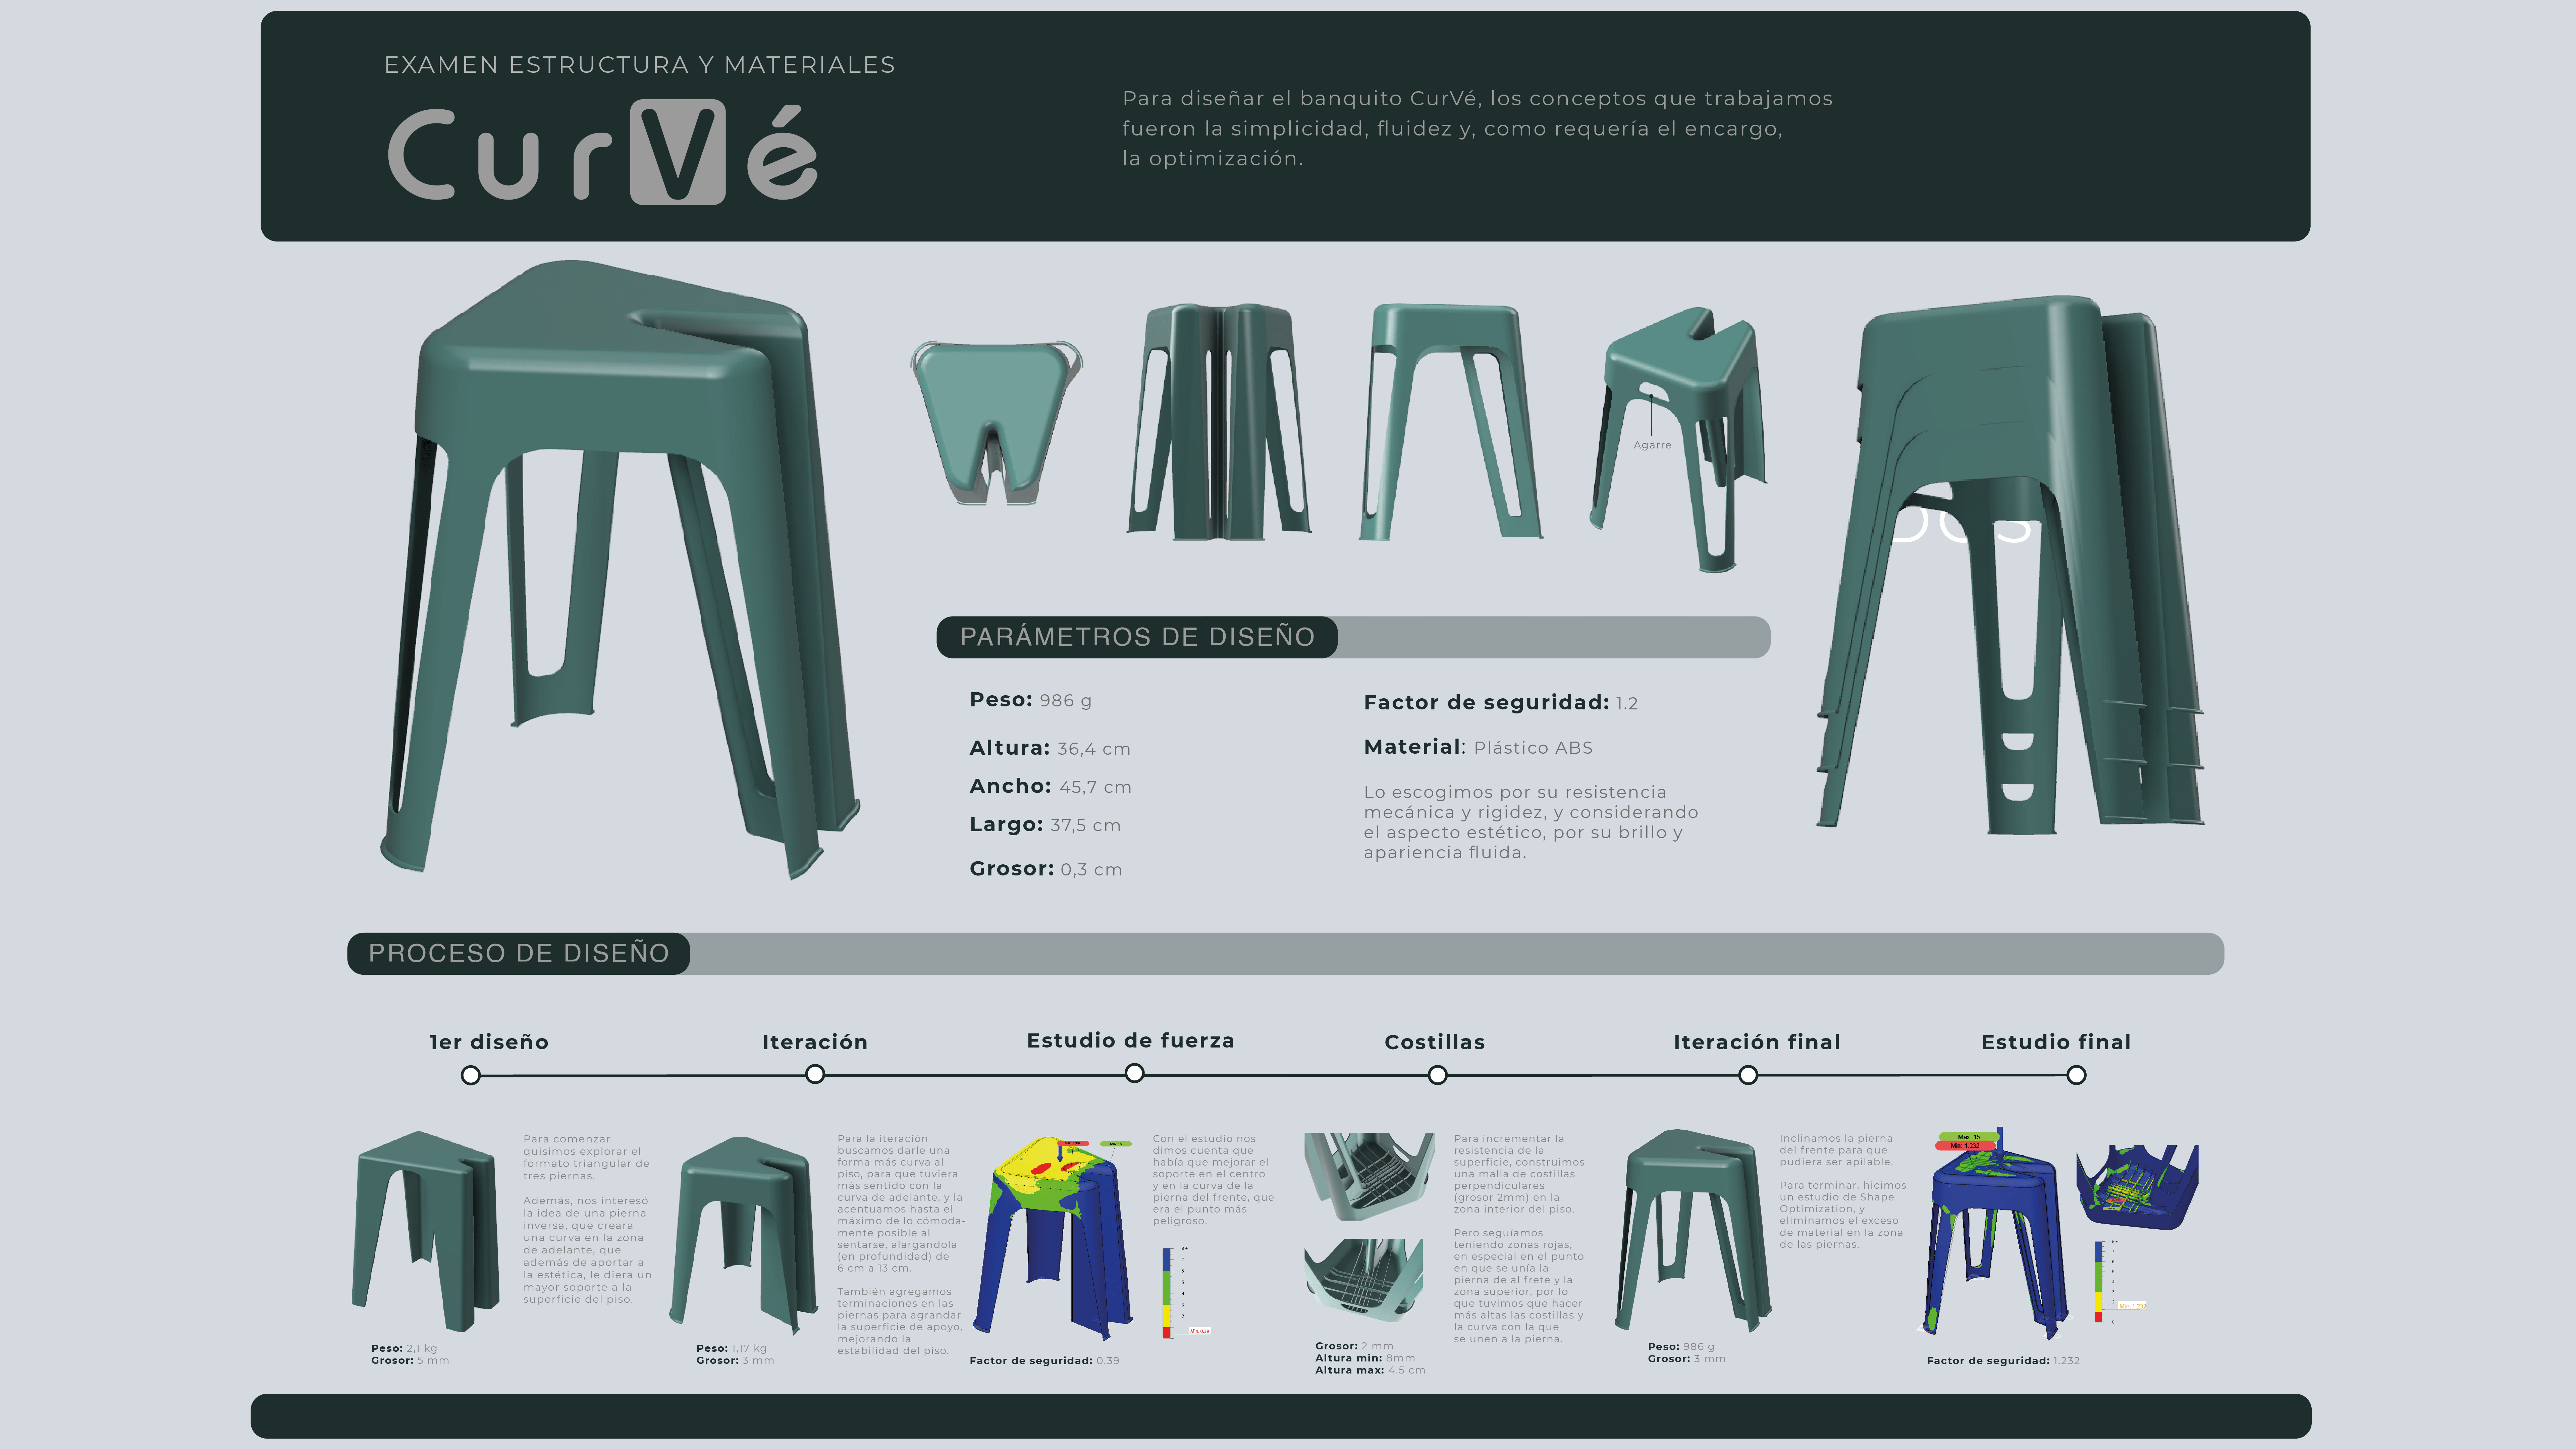 EXAMEN ESTRUCTURA Y MATERIALES
CurVé
Para diseñar el banquito CurVé, los conceptos que trabajamos
fueron la simplicidad, fluidez y, como requería el encargo,
la optimización.
Agarre
PARÁMETROS DE DISEÑO
Peso: 986 g
Altura: 36,4 cm
Ancho: 45,7 cm
Largo: 37,5 cm
Grosor: 0,3 cm
Factor de seguridad: 1.2
Material: Plástico ABS
Lo escogimos por su resistencia
mecánica y rigidez, y considerando
el aspecto estético, por su brillo y
apariencia fluida.
PROCESO DE DISEÑO
1er diseño
Para comenzar
quisimos explorar el
formato triangular de
tres piernas.
Además, nos interesó
la idea de una pierna
inversa, que creara
una curva en la zona
de adelante, que
además de aportar a
la estética, le diera un
mayor soporte a la
superficie del piso.
Peso: 2,1 kg
Grosor: 5 mm
Iteración
Para la iteración
buscamos darle una
forma más curva al
piso, para que tuviera
más sentido con la
curva de adelante, y la
acentuamos hasta el
máximo de lo cómoda-
mente posible al
sentarse, alargandola
(en profundidad) de
6 cm a 13 cm.
También agregamos
terminaciones en las
piernas para agrandar
la superficie de apoyo,
mejorando la
estabilidad del piso.
Peso: 1,17 kg
Grosor: 3 mm
Estudio de fuerza
Con el estudio nos
dimos cuenta que
había que mejorar el
soporte en el centro
y en la curva de la
pierna del frente, que
era el punto más
peligroso.
Max: 15
Min: 0.39
Factor de seguridad: 0.39
Costillas
Para incrementar la
resistencia de la
superficie, construimos
una malla de costillas
perpendiculares
(grosor 2mm) en la
zona interior del piso.
Pero seguíamos
teniendo zonas rojas,
en especial en el punto
en que se unía la
pierna de al frete y la
zona superior, por lo
que tuvimos que hacer
más altas las costillas y
la curva con la que
se unen a la pierna.
Grosor: 2 mm
Altura min: 8mm
Altura max: 4.5 cm
Iteración final
Inclinamos la pierna
del frente para que
pudiera ser apilable.
Para terminar, hicimos
un estudio de Shape
Optimization, y
eliminamos el exceso
de material en la zona
de las piernas.
Peso: 986 g
Grosor: 3 mm
Estudio final
Max: 15
Min: 1.232
Min: 1.232
Factor de seguridad: 1.232